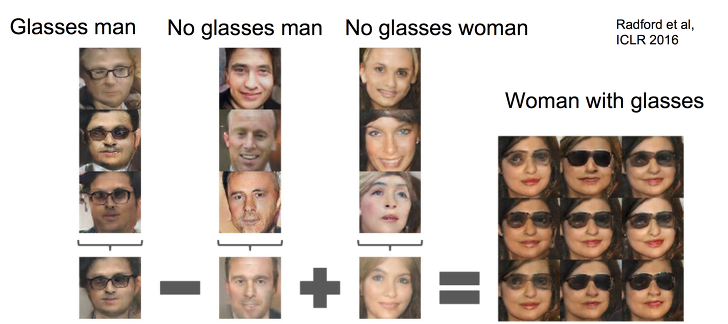 Glasses man
No glasses man
No glasses woman
Radford et al,
ICLR 2016
Woman with glasses